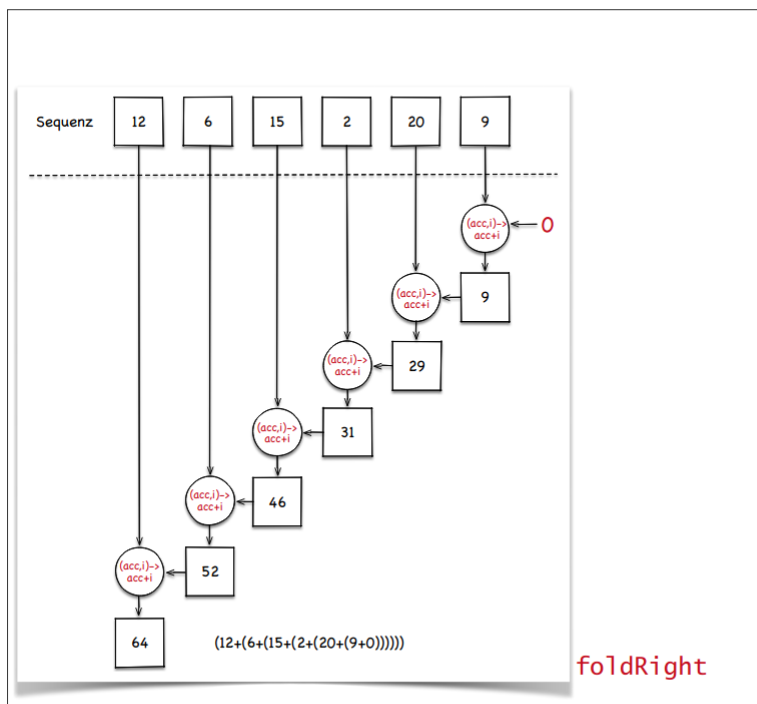 Sequenz 12 6 15 2 20 9
(acc,i)->
acc+i
0
(acc,i)->
acc+i
9
(acc,i)->
acc+i
29
(acc,i)->
acc+i
31
(acc,i)->
acc+i
46
(acc,i)->
acc+i
52
64
(12+(6+(15+(2+(20+(9+0))))))
foldRight